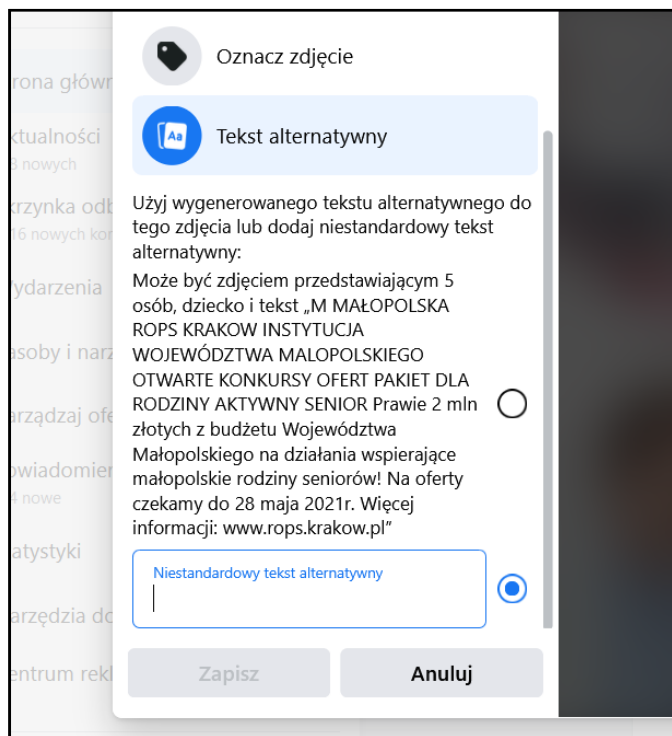 Oznacz zdjęcie
Tekst alternatywny
Użyj wygenerowanego tekstu alternatywnego do
tego zdjęcia lub dodaj niestandardowy tekst
alternatywny:
Może być zdjęciem przedstawiającym 5
osób, dziecko i tekst „M MAŁOPOLSKA
ROPS KRAKOW INSTYTUCJA
WOJEWÓDZTWA MALOPOLSKIEGO
OTWARTE KONKURSY OFERT PAKIET DLA
RODZINY AKTYWNY SENIOR Prawie 2 mln
złotych z budżetu Województwa
Małopolskiego na działania wspierające
małopolskie rodziny seniorów! Na oferty
czekamy do 28 maja 2021r. Więcej
informacji: www.rops.krakow.pl”
Niestandardowy tekst alternatywny
Zapisz
Anuluj
rona główn
ktualności
nowych
krzynka odb
16 nowych kon
ydarzenia
asoby i narz
arządzaj ofe
owiadomien
4 nowe
atystyki
arzędzia do
entrum rekl